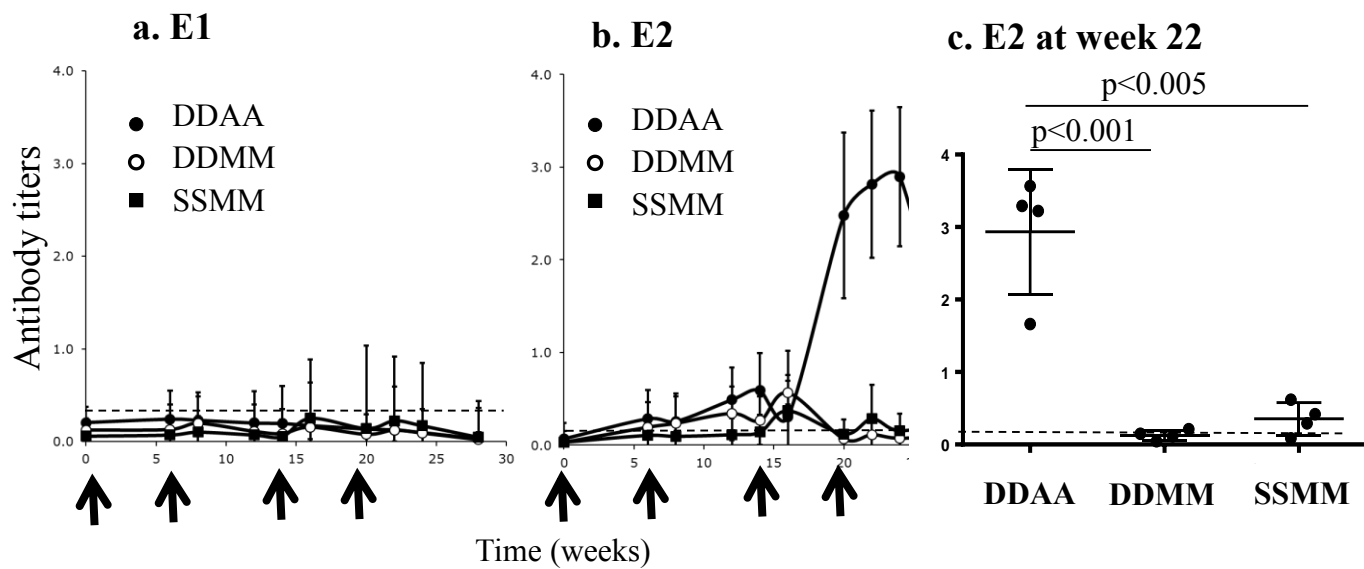 a. E1
b. E2
c. E2 at week 22
Antibody titers
4.0
3.0
2.0
1.0
0.0
DDAA
DDMM
SSMM
0
5
10
15
20
25
30
4.0
3.0
2.0
1.0
0.0
DDAA
DDMM
SSMM
0
5
10
15
20
p<0.005
p<0.001
4
3
2
1
0
DDAA
DDMM
SSMM
Time (weeks)